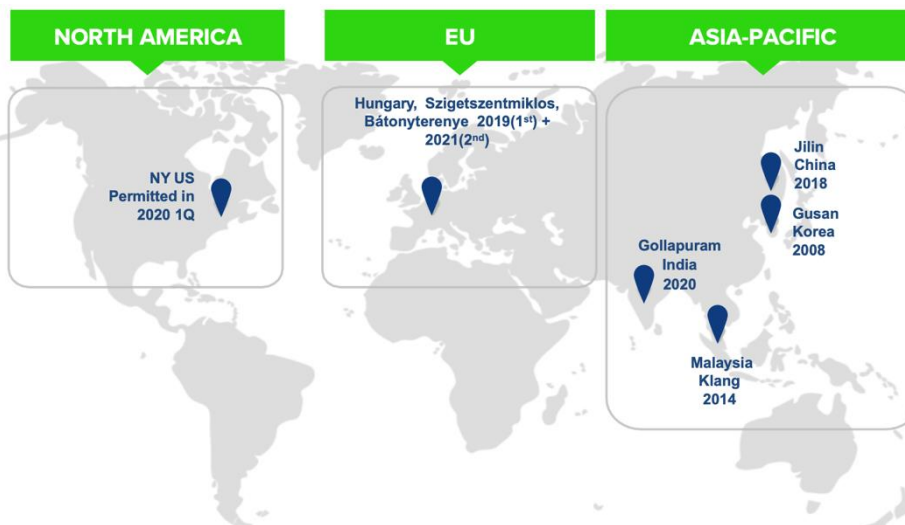 NORTH AMERICA
EU
ASIA-PACIFIC
NY US
Permitted in
2020 1Q
Hungary, Szigetszentmiklos,
Bátonyterenye 2019(1st) +
2021(2nd)
Jilin
China
2018
Gusan
Korea
2008
Gollapuram
India
2020
Malaysia
Klang
2014